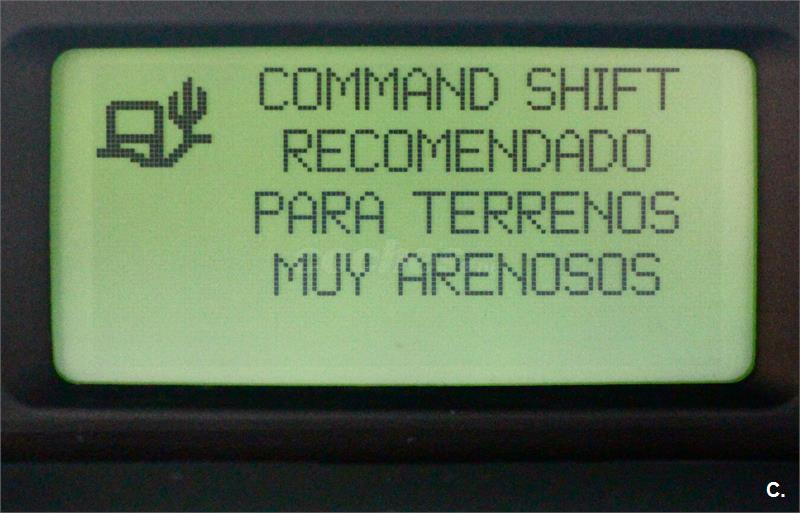 COMMAND SHIFT
RECOMENDADO
PARA TERRENOS
MUY ARENOSOS
C.